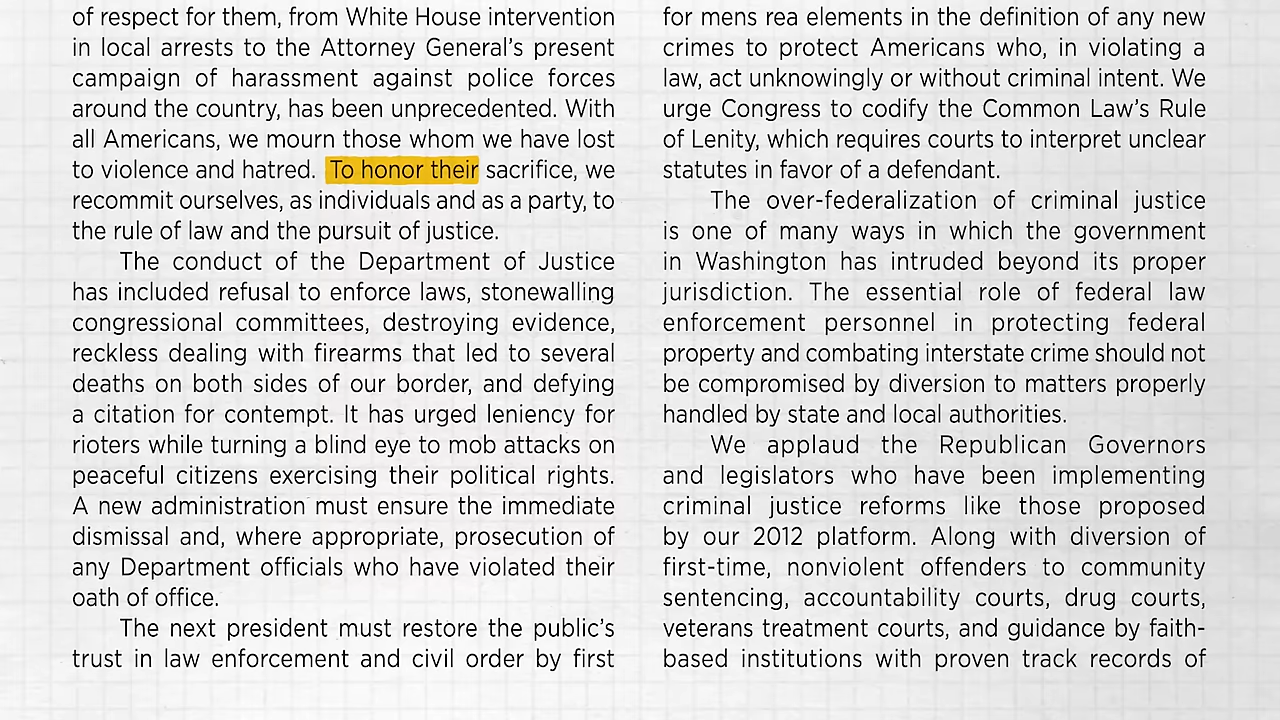 of respect for them, from White House intervention
in local arrests to the Attorney General’s present
campaign of harassment against police forces
around the country, has been unprecedented. With
all Americans, we mourn those whom we have lost
to violence and hatred. To honor their sacrifice, we
recommit ourselves, as individuals and as a party, to
the rule of law and the pursuit of justice.
The conduct of the Department of Justice
has included refusal to enforce laws, stonewalling
congressional committees, destroying evidence,
reckless dealing with firearms that led to several
deaths on both sides of our border, and defying
a citation for contempt. It has urged leniency for
rioters while turning a blind eye to mob attacks on
peaceful citizens exercising their political rights.
A new administration must ensure the immediate
dismissal and, where appropriate, prosecution of
any Department officials who have violated their
oath of office.
The next president must restore the public’s
trust in law enforcement and civil order by first
for mens rea elements in the definition of any new
crimes to protect Americans who, in violating a
law, act unknowingly or without criminal intent. We
urge Congress to codify the Common Law’s Rule
of Lenity, which requires courts to interpret unclear
statutes in favor of a defendant.
The over-federalization of criminal justice
is one of many ways in which the government
in Washington has intruded beyond its proper
jurisdiction. The essential role of federal law
enforcement personnel in protecting federal
property and combating interstate crime should not
be compromised by diversion to matters properly
handled by state and local authorities.
We applaud the Republican Governors
and legislators who have been implementing
criminal justice reforms like those proposed
by our 2012 platform. Along with diversion of
first-time, nonviolent offenders to community
sentencing, accountability courts, drug courts,
veterans treatment courts, and guidance by faith-
based institutions with proven track records of